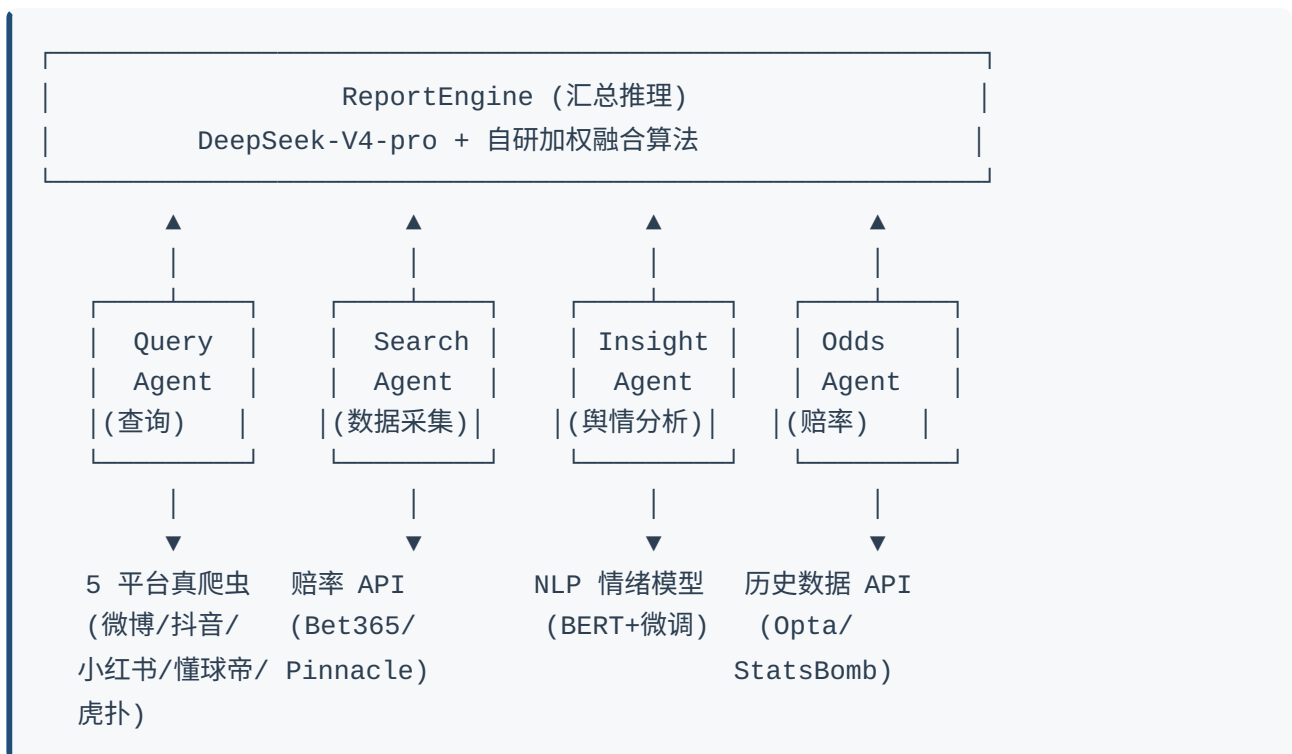 ReportEngine (汇总推理)
DeepSeek-V4-pro + 自研加权融合算法
Query Search Insight Odds
Agent Agent Agent Agent
(查询) (数据采集) (舆情分析) (赔率)
5 平台真爬虫 赔率 API NLP 情绪模型 历史数据 API
(微博/抖音/ (Bet365/ (BERT+微调) (Opta/
小红书/懂球帝/ Pinnacle) StatsBomb)
虎扑)